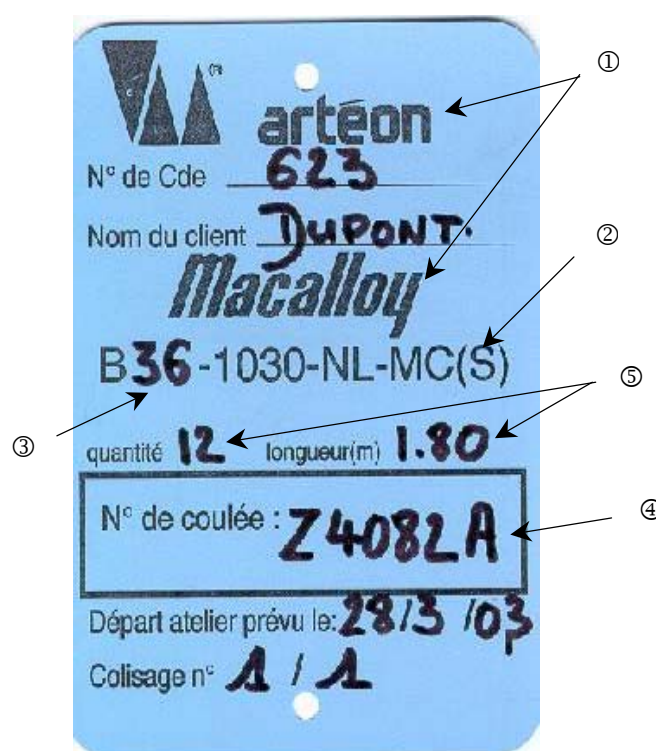 ①
artéon
N° de Cde 623
Nom du client DUPONT.
②
Macalloy
B36-1030-NL-MC(S)
⑤
③
quantité 12 longueur(m) 1.80
N° de coulée : Z4082A
④
Départ atelier prévu le: 28/3/03
Colisage n° 1 / 1